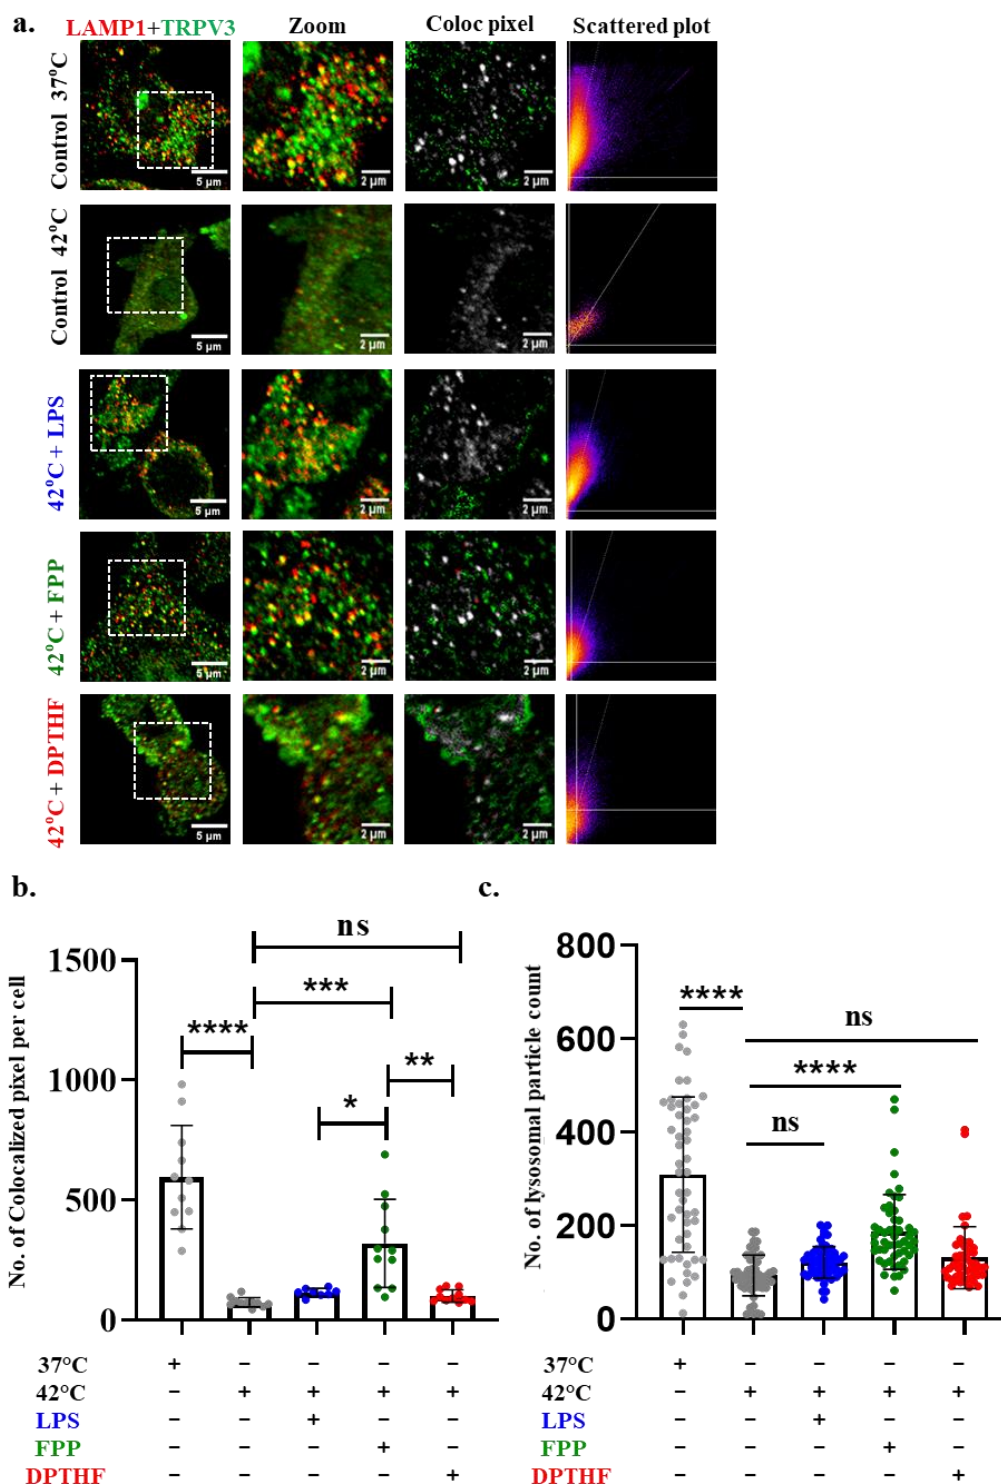 a.
LAMP1+TRPV3 Zoom Coloc pixel Scattered plot
Control 37°C
5 µm 2 µm 2 µm
Control 42°C
5 µm 2 µm 2 µm
42°C + LPS
5 µm 2 µm 2 µm
42°C + FPP
5 µm 2 µm 2 µm
42°C + DPTHF
5 µm 2 µm 2 µm
b.
No. of Colocalized pixel per cell
1500
1000
500
0
ns
***
****
**
*
37°C + − − − −
42°C − + + + +
LPS − − + − −
FPP − − − + −
DPTHF − − − − +
c.
No. of lysosomal particle count
800
600
400
200
0
****
ns
****
ns
37°C + − − − −
42°C − + + + +
LPS − − + − −
FPP − − − + −
DPTHF − − − − +